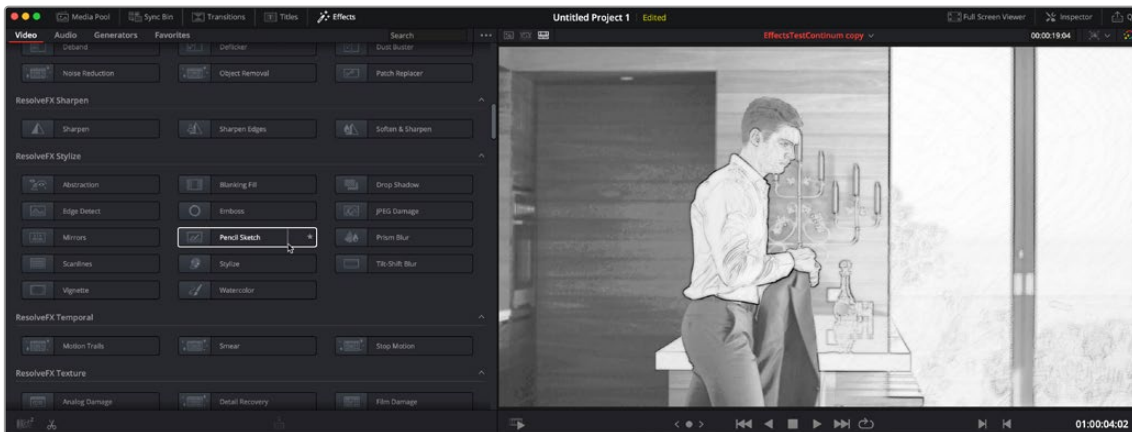 Media Pool Sync Bin Transitions Titles Effects Untitled Project 1 Edited Full Screen Viewer Inspector
Video Audio Generators Favorites Search EffectsTestContinum copy 00:00:19:04
Deband Deflicker Dust Buster
Noise Reduction Object Removal Patch Replacer
ResolveFX Sharpen
Sharpen Sharpen Edges Soften & Sharpen
ResolveFX Stylize
Abstraction Blanking Fill Drop Shadow
Edge Detect Emboss JPEG Damage
Mirrors Pencil Sketch Prism Blur
Scanlines Stylize Tilt-Shift Blur
Vignette Watercolor
ResolveFX Temporal
Motion Trails Smear Stop Motion
ResolveFX Texture
Analog Damage Detail Recovery Film Damage
01:00:04:02